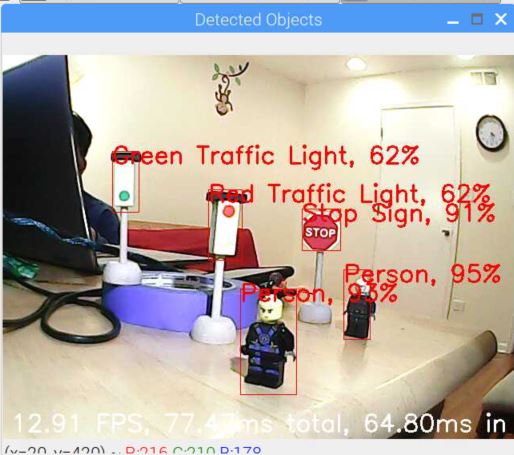 Detected Objects
Green Traffic Light, 62%
Red Traffic Light, 62%
Stop Sign, 91%
STOP
Person, 95%
Person, 93%
12.91 FPS, 77.47ms total, 64.80ms in
(x=20, y=420) ~ R:216 G:210 B:178